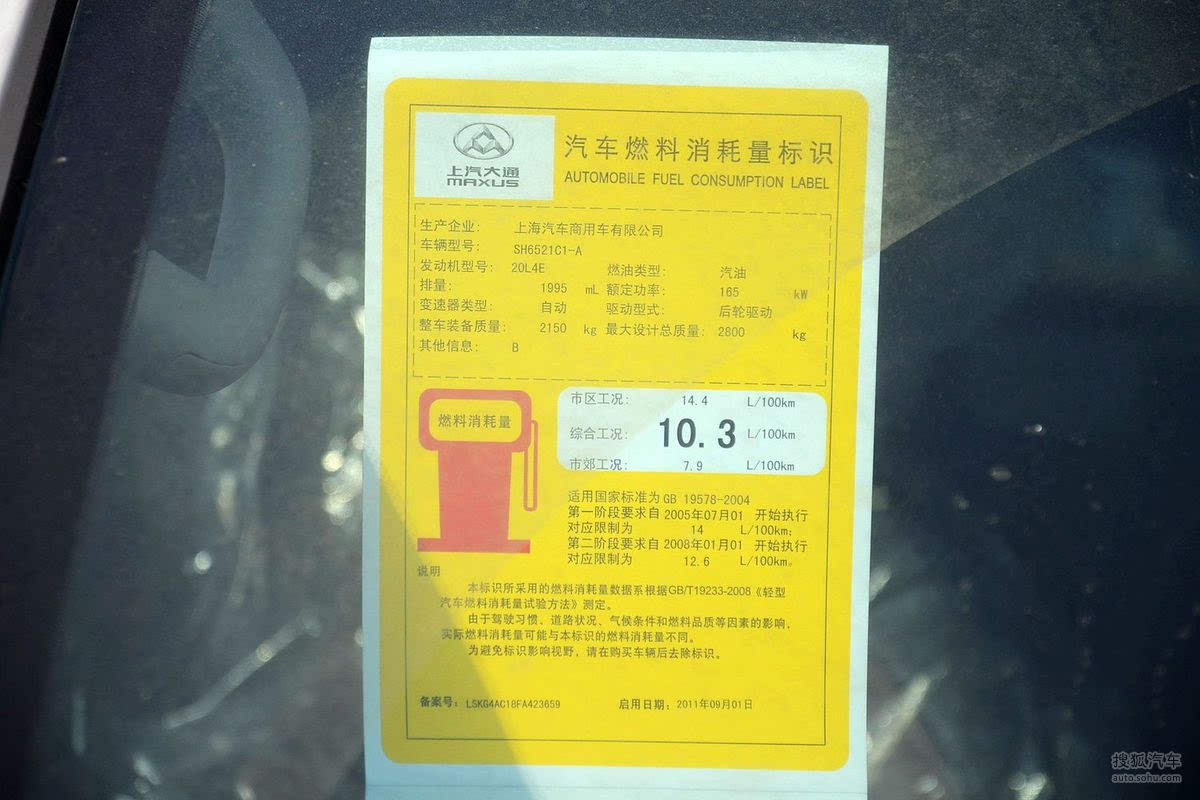 上汽大通
MAXUS
汽车燃料消耗量标识
AUTOMOBILE FUEL CONSUMPTION LABEL
生产企业： 上海汽车商用车有限公司
车辆型号： SH6521C1-A
发动机型号： 20L4E 燃油类型： 汽油
排量： 1995 mL 额定功率： 165 kW
变速器类型： 自动 驱动型式： 后轮驱动
整车装备质量： 2150 kg 最大设计总质量： 2800 kg
其他信息： B
燃料消耗量
市区工况： 14.4 L/100km
综合工况： 10.3 L/100km
市郊工况： 7.9 L/100km
适用国家标准为 GB 19578-2004
第一阶段要求自 2005年07月01 开始执行
对应限制为 14 L/100km；
第二阶段要求自 2008年01月01 开始执行
对应限制为 12.6 L/100km。
说明
本标识所采用的燃料消耗量数据系根据GB/T19233-2008《轻型
汽车燃料消耗量试验方法》测定。
由于驾驶习惯、道路状况、气候条件和燃料品质等因素的影响，
实际燃料消耗量可能与本标识的燃料消耗量不同。
为避免标识影响视野，请在购买车辆后去除标识。
备案号： LSKG4AC18FA423659 启用日期： 2011年09月01日
搜狐汽车
auto.sohu.com